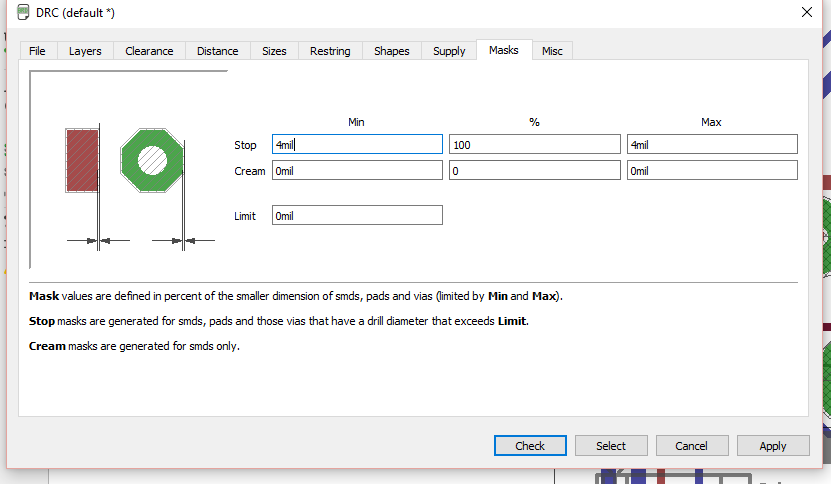 DRC (default *)
File Layers Clearance Distance Sizes Restring Shapes Supply Masks Misc
Min % Max
Stop 4mil 100 4mil
Cream 0mil 0 0mil
Limit 0mil
Mask values are defined in percent of the smaller dimension of smds, pads and vias (limited by Min and Max).
Stop masks are generated for smds, pads and those vias that have a drill diameter that exceeds Limit.
Cream masks are generated for smds only.
Check Select Cancel Apply